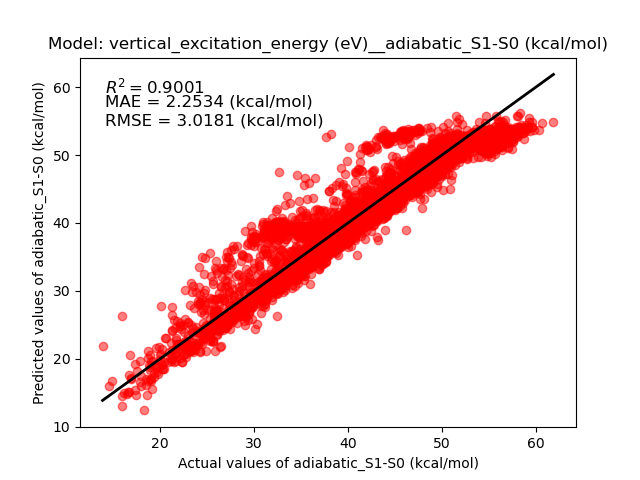 Model: vertical_excitation_energy (eV)__adiabatic_S1-S0 (kcal/mol)
R² = 0.9001
MAE = 2.2534 (kcal/mol)
RMSE = 3.0181 (kcal/mol)
Predicted values of adiabatic_S1-S0 (kcal/mol)
60
50
40
30
20
10
20 30 40 50 60
Actual values of adiabatic_S1-S0 (kcal/mol)